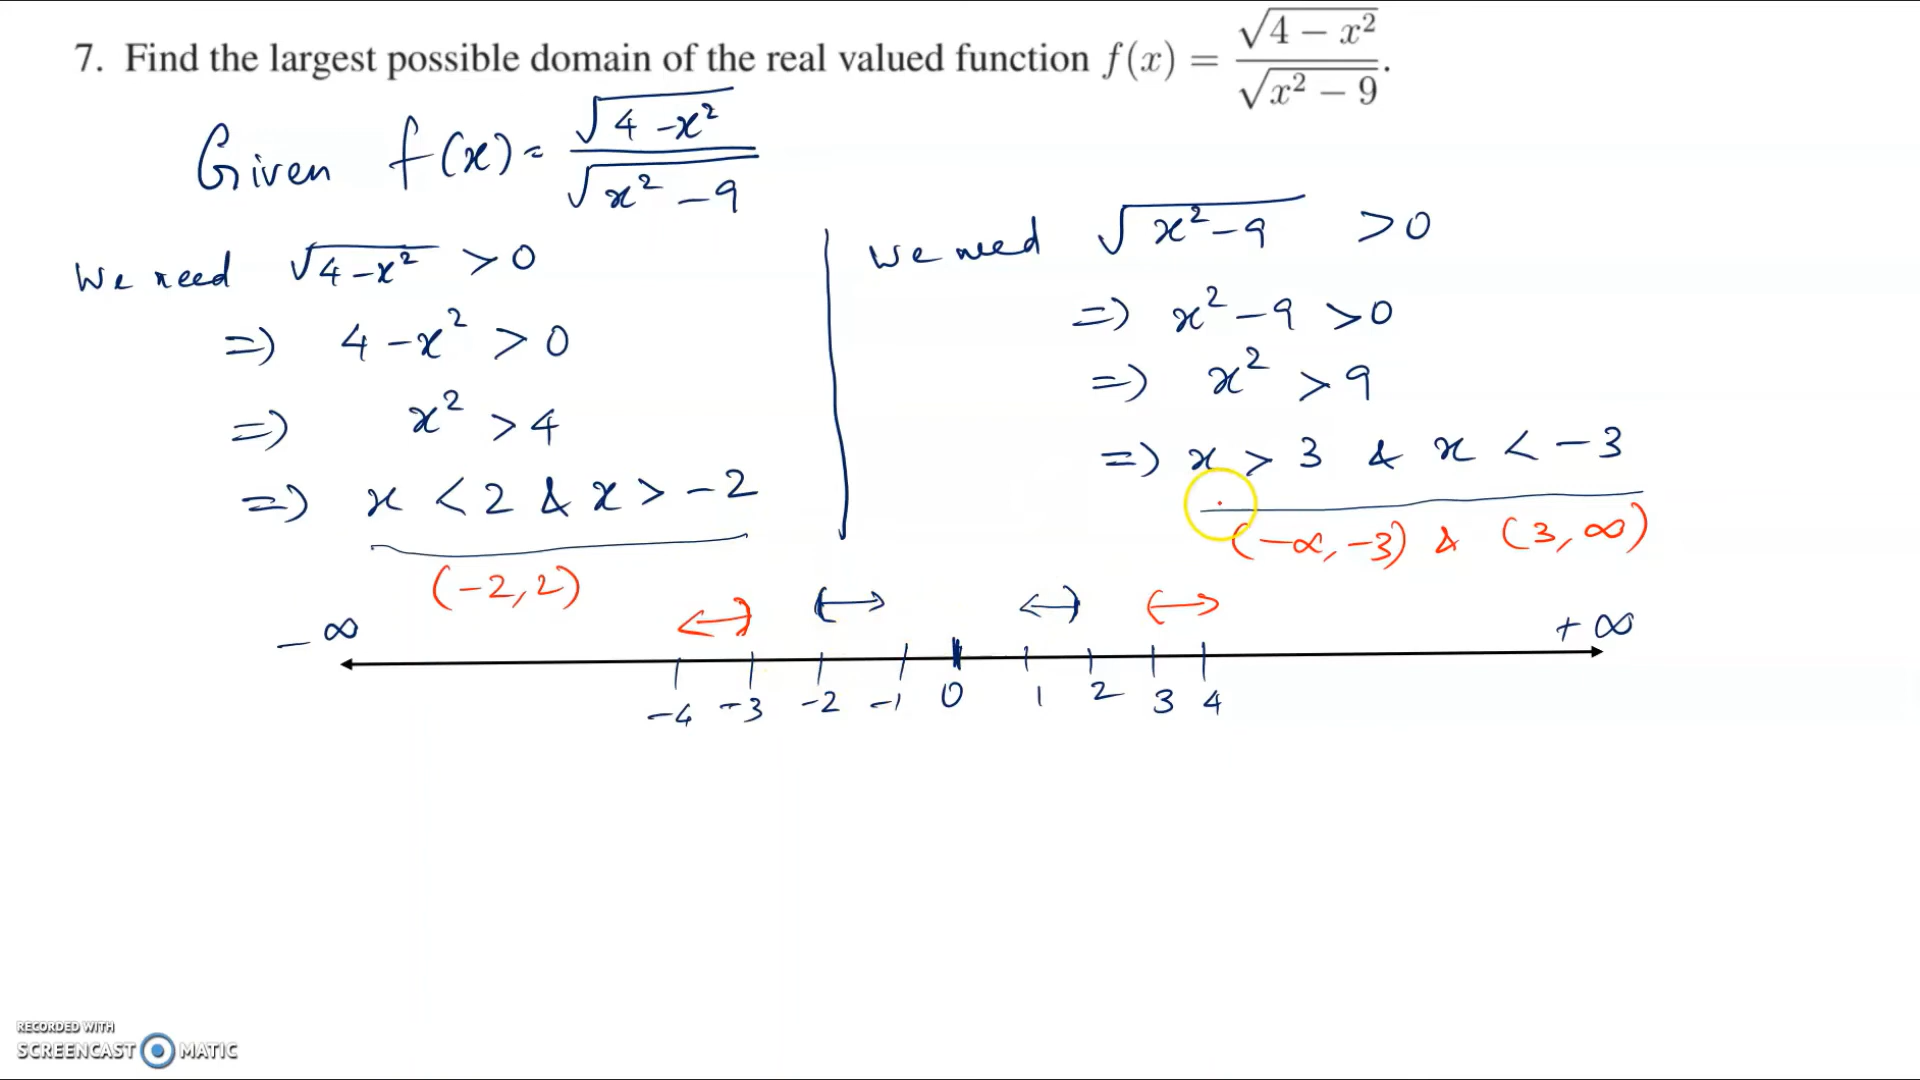 7. Find the largest possible domain of the real valued function f(x) = √(4 − x²) / √(x² − 9).
Given f(x) = √(4 − x²) / √(x² − 9)
We need √(4 − x²) > 0
=> 4 − x² > 0
=> x² > 4
=> x < 2 & x > −2
(−2, 2)
We need √(x² − 9) > 0
=> x² − 9 > 0
=> x² > 9
=> x > 3 & x < −3
(−∞, −3) & (3, ∞)
− ∞ + ∞
−4 −3 −2 −1 0 1 2 3 4
RECORDED WITH
SCREENCAST MATIC